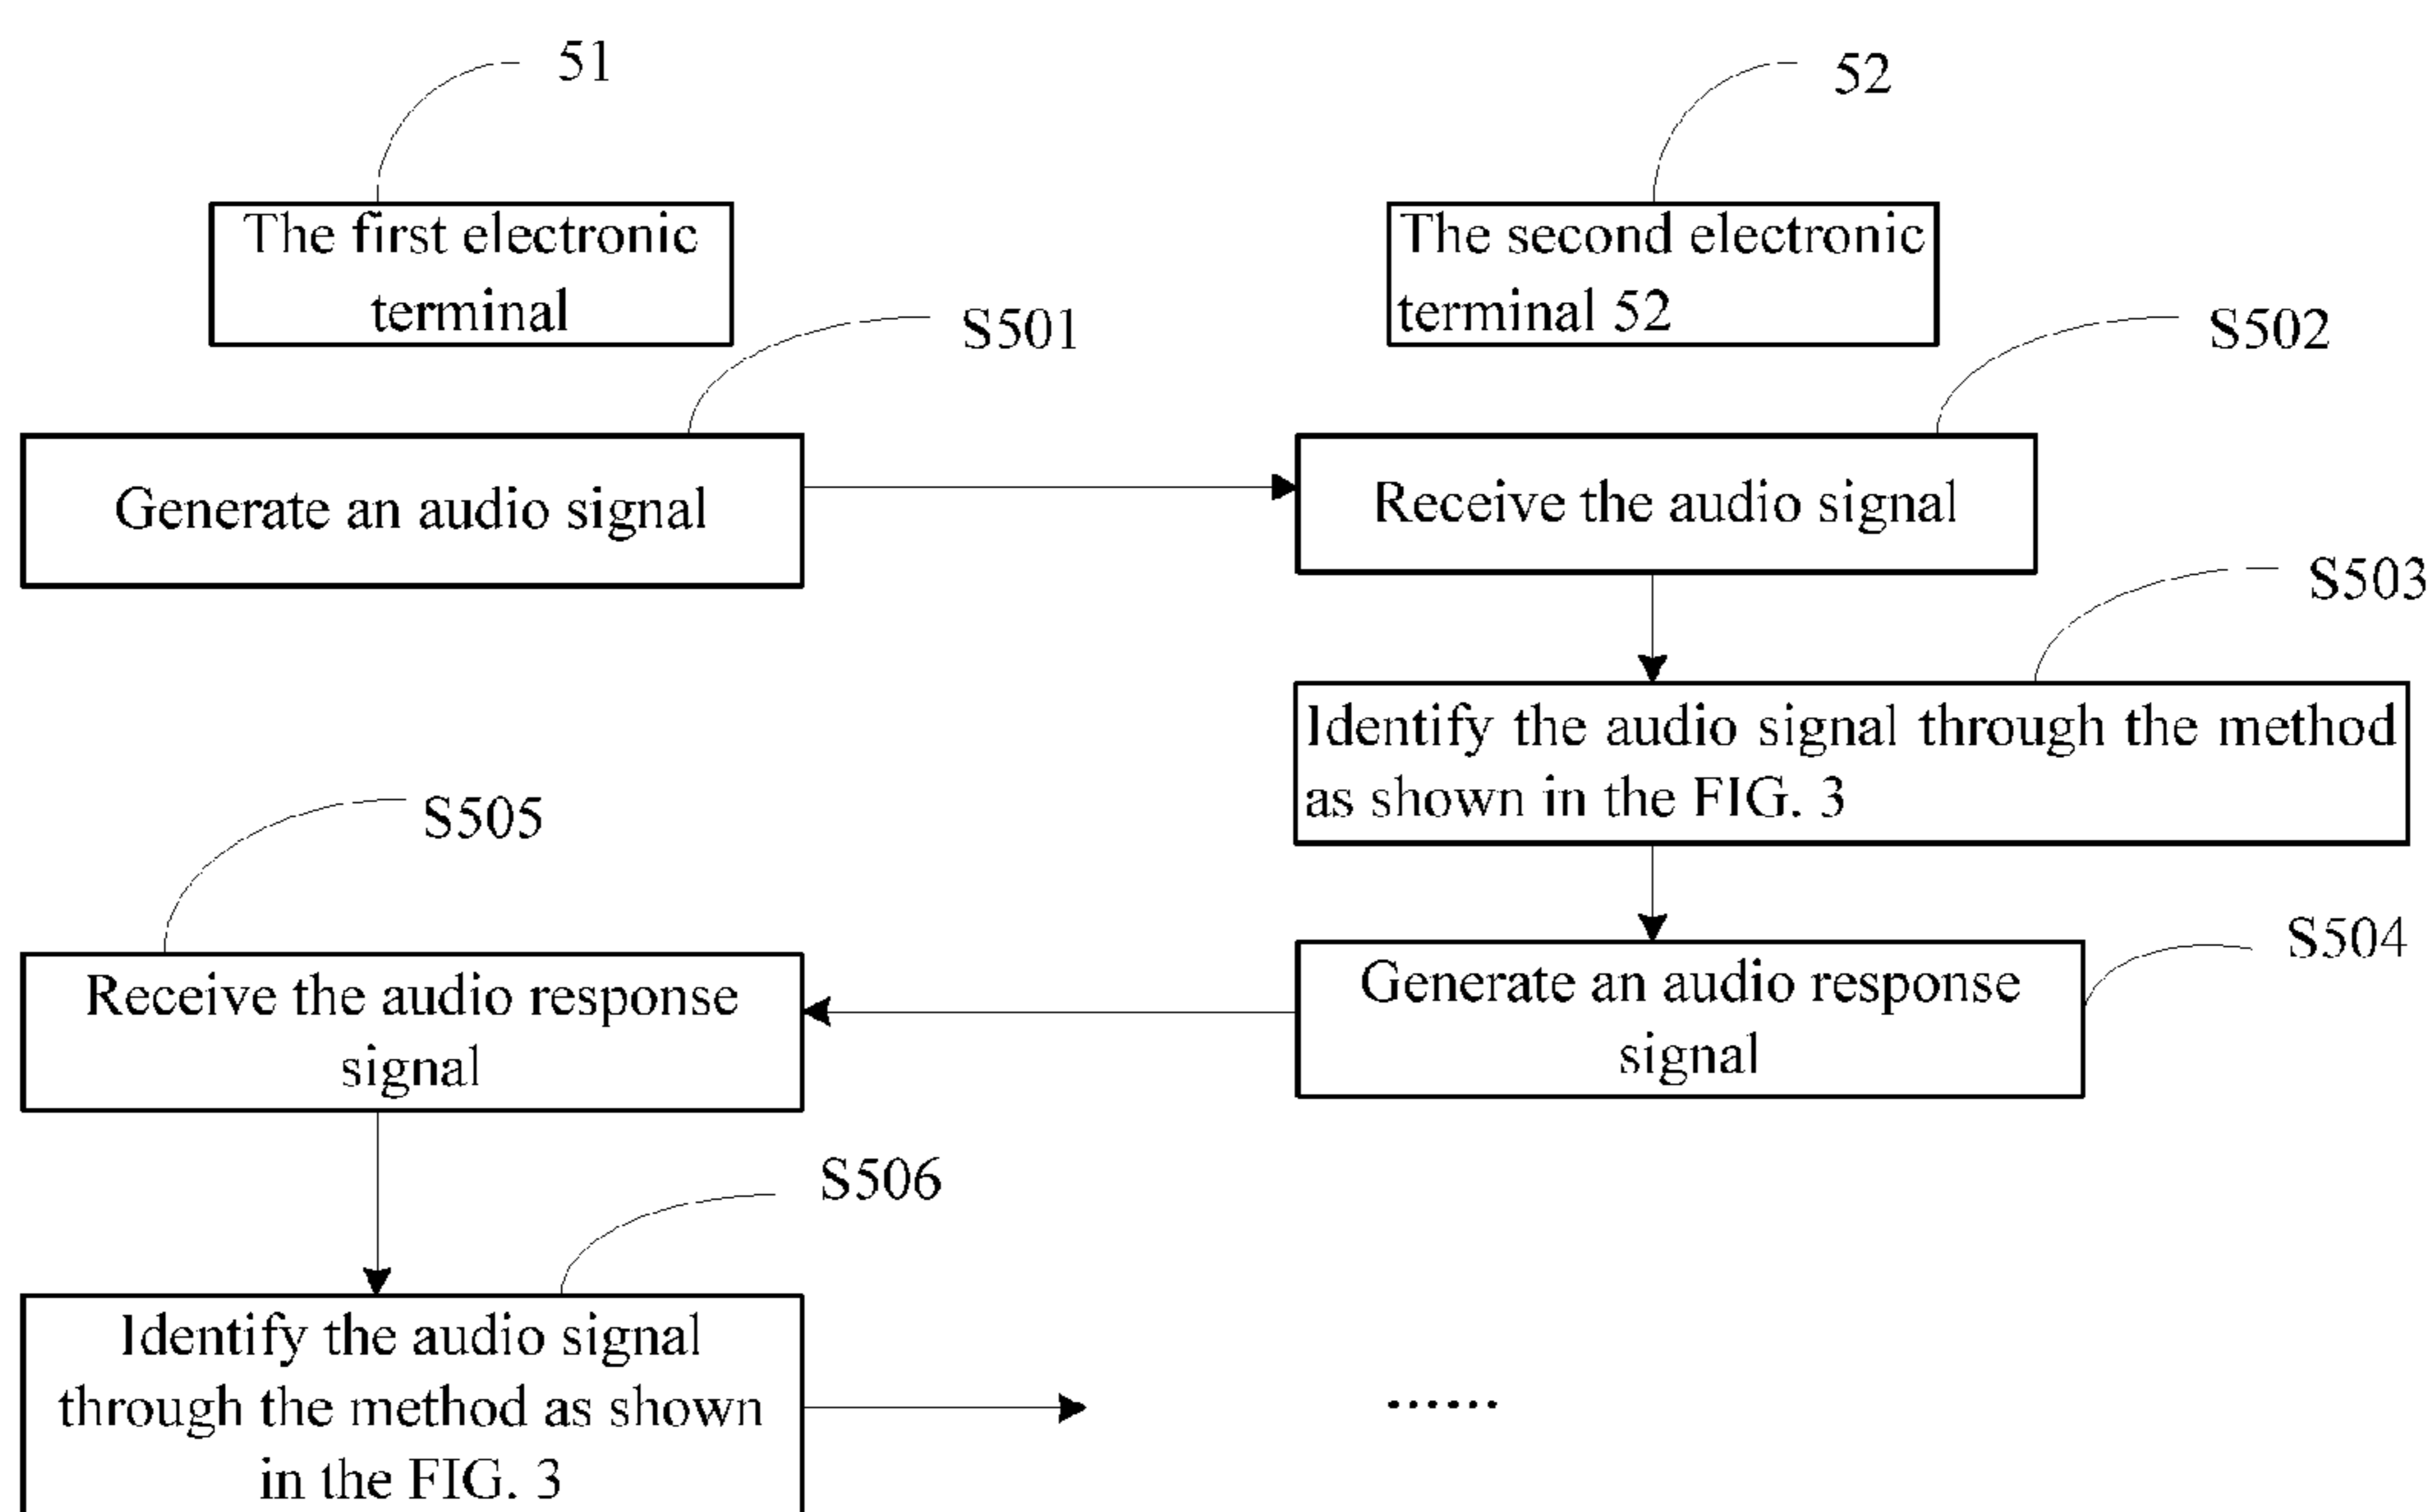 51
52
The first electronic
terminal
The second electronic
terminal 52
S501
S502
Generate an audio signal
Receive the audio signal
S503
Identify the audio signal through the method
as shown in the FIG. 3
S505
S504
Receive the audio response
signal
Generate an audio response
signal
S506
Identify the audio signal
through the method as shown
in the FIG. 3
......